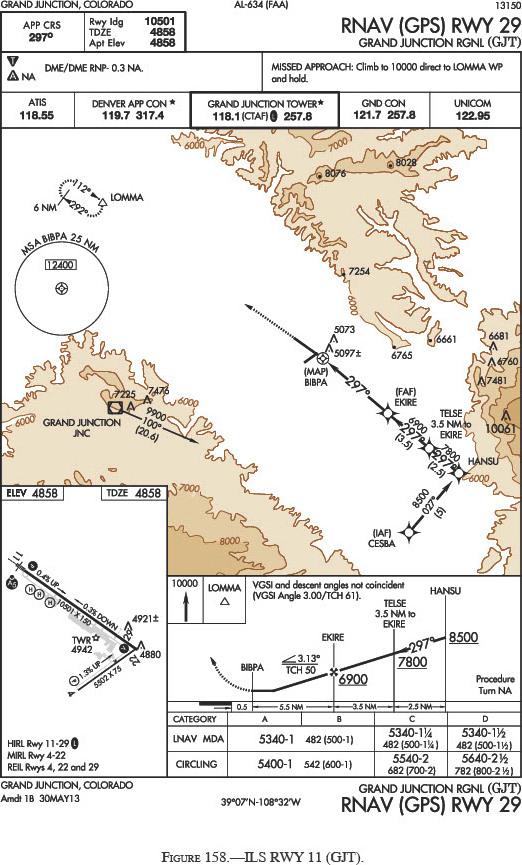 GRAND JUNCTION, COLORADO
AL-634 (FAA)
13150
APP CRS
297°
Rwy ldg 10501
TDZE 4858
Apt Elev 4858
RNAV (GPS) RWY 29
GRAND JUNCTION RGNL (GJT)
T
A NA
DME/DME RNP- 0.3 NA.
MISSED APPROACH: Climb to 10000 direct to LOMMA WP
and hold.
ATIS
118.55
DENVER APP CON *
119.7 317.4
GRAND JUNCTION TOWER*
118.1 (CTAF) L 257.8
GND CON
121.7 257.8
UNICOM
122.95
6000
7000
8028
8076
6000
112°
292°
6 NM
LOMMA
MSA BIBPA 25 NM
12400
7254
6000
5073
5097±
6765
6661
6681
6760
7481
10061
(MAP)
BIBPA
297°
(FAF)
EKIRE
6900
297°
(3.5)
TELSE
3.5 NM to
EKIRE
7800
297°
(2.5)
HANSU
6000
8500
027°
(5)
(IAF)
CESBA
6000
7225
7476
GRAND JUNCTION
JNC
9900
100°
(20.6)
6000
7000
8000
ELEV 4858
TDZE 4858
0.4% UP
10501 X 150
0.3% DOWN
A5
H H H
TWR
4942
4921±
29
4880
22
1.3% UP
5502 X 75
HIRL Rwy 11-29 L
MIRL Rwy 4-22
REIL Rwys 4, 22 and 29
10000
LOMMA
VGSI and descent angles not coincident
(VGSI Angle 3.00/TCH 61).
HANSU
TELSE
3.5 NM to
EKIRE
EKIRE
BIBPA
3.13°
TCH 50
297°
8500
7800
6900
Procedure
Turn NA
0.5
5.5 NM
3.5 NM
2.5 NM
CATEGORY A B C D
LNAV MDA 5340-1 482 (500-1) 5340-1¼ 482 (500-1¼) 5340-1½ 482 (500-1½)
CIRCLING 5400-1 542 (600-1) 5540-2 682 (700-2) 5640-2½ 782 (800-2½)
GRAND JUNCTION, COLORADO
Amdt 1B 30MAY13
39°07'N-108°32'W
GRAND JUNCTION RGNL (GJT)
RNAV (GPS) RWY 29
FIGURE 158.—ILS RWY 11 (GJT).